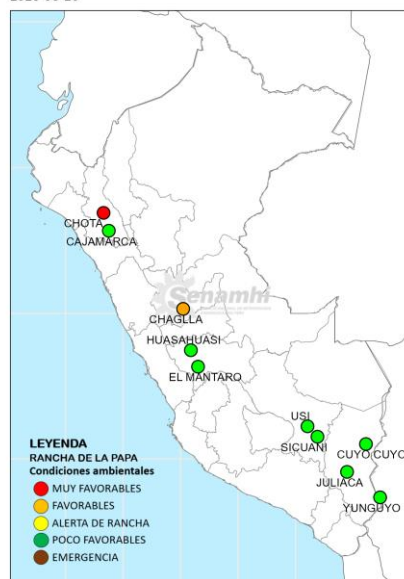 CHOTA
CAJAMARCA
Senamhi
CHAGLLA
HUASAHUASI
EL MANTARO
USI
SICUANI
CUYO CUYO
JULIACA
YUNGUYO
LEYENDA
RANCHA DE LA PAPA
Condiciones ambientales
MUY FAVORABLES
FAVORABLES
ALERTA DE RANCHA
POCO FAVORABLES
EMERGENCIA